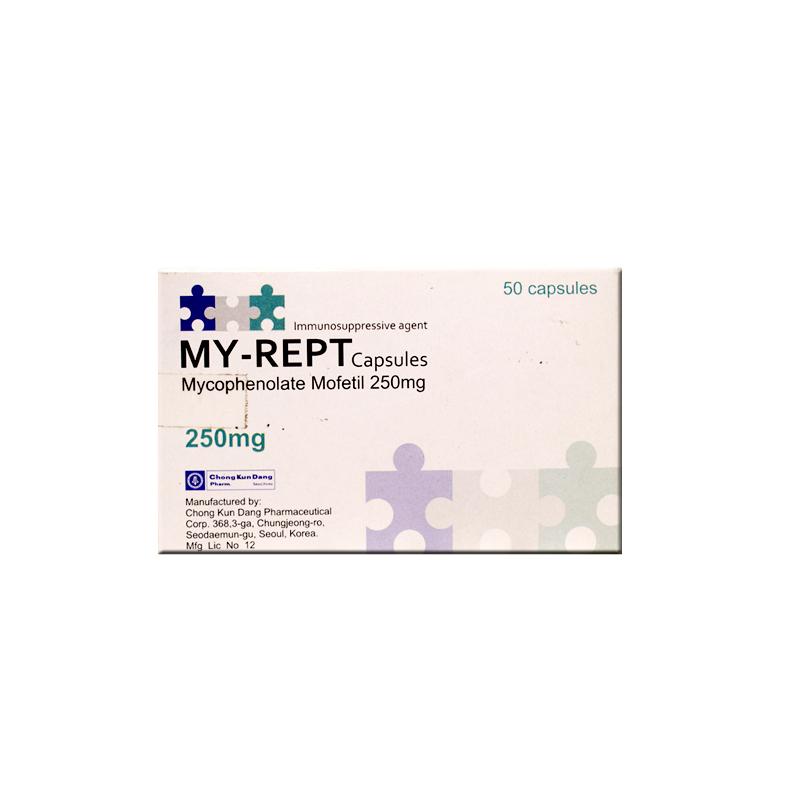 50 capsules
Immunosuppressive agent
MY-REPT Capsules
Mycophenolate Mofetil 250mg
250mg
Chong Kun Dang
Pharm.
Manufactured by:
Chong Kun Dang Pharmaceutical
Corp. 368,3-ga, Chungjeong-ro,
Seodaemun-gu, Seoul, Korea.
Mfg Lic No 12